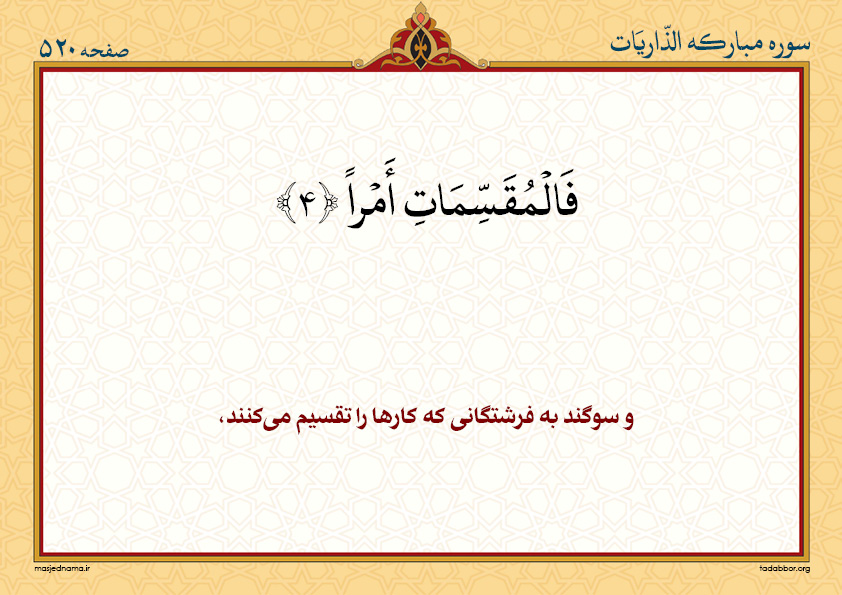 سوره مبارکه الذّاریَات
صفحه ۵۲۰
فَالْمُقَسِّمَاتِ أَمْراً ﴿۴﴾
و سوگند به فرشتگانی که کارها را تقسیم می‌کنند،
masjednama.ir
tadabbor.org